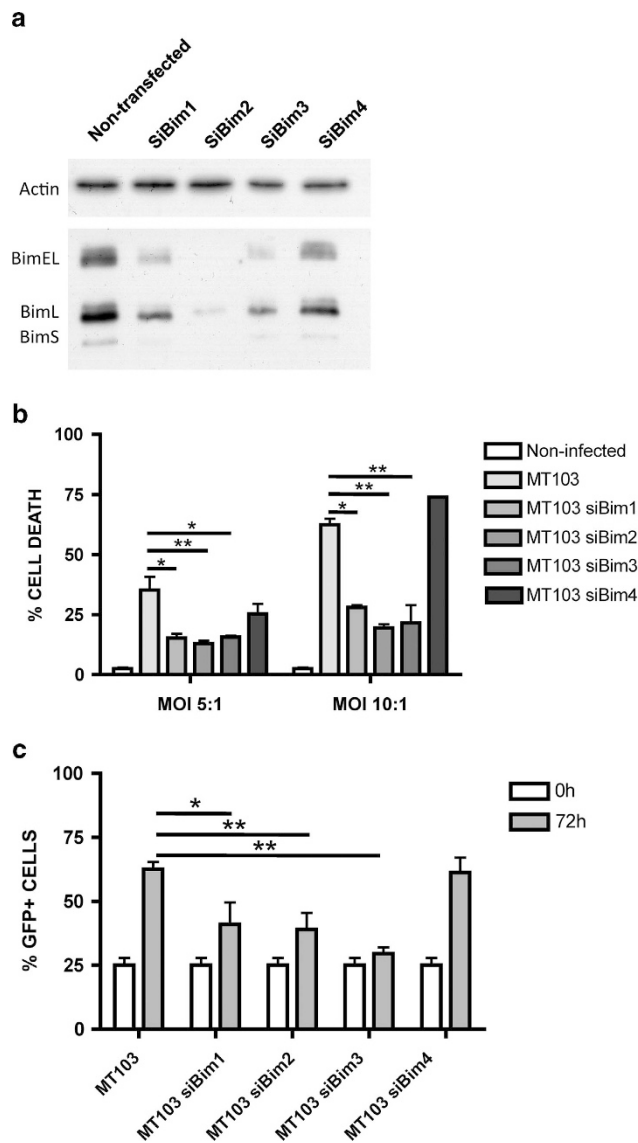 a
Non-transfected
SiBim1
SiBim2
SiBim3
SiBim4
Actin
BimEL
BimL
BimS
b
100
75
50
25
0
% CELL DEATH
*
**
*
**
**
*
MOI 5:1
MOI 10:1
Non-infected
MT103
MT103 siBim1
MT103 siBim2
MT103 siBim3
MT103 siBim4
c
100
75
50
25
0
% GFP+ CELLS
*
**
**
0h
72h
MT103
MT103 siBim1
MT103 siBim2
MT103 siBim3
MT103 siBim4